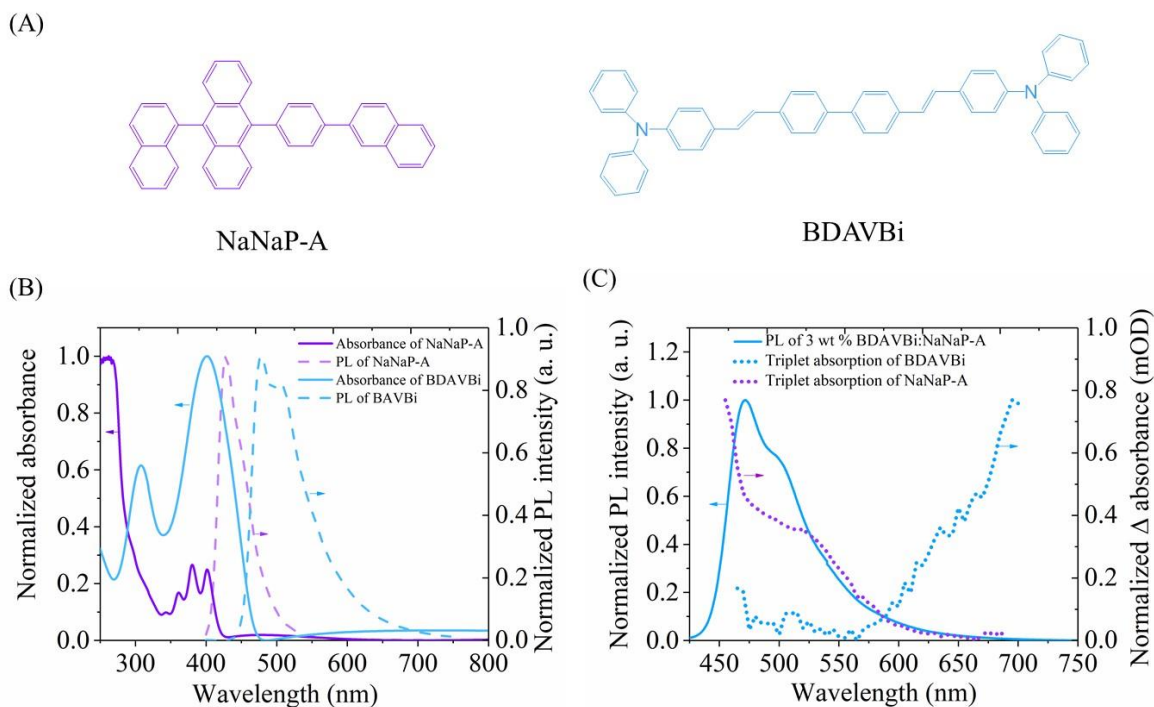 (A)
N
N
NaNaP-A
BDAVBi
(B)
Absorbance of NaNaP-A
PL of NaNaP-A
Absorbance of BDAVBi
PL of BAVBi
Normalized absorbance
1.0
0.8
0.6
0.4
0.2
0.0
1.0
0.8
0.6
0.4
0.2
0.0
Normalized PL intensity (a. u.)
300 400 500 600 700 800
Wavelength (nm)
(C)
PL of 3 wt % BDAVBi:NaNaP-A
Triplet absorption of BDAVBi
Triplet absorption of NaNaP-A
Normalized PL intensity (a. u.)
1.2
1.0
0.8
0.6
0.4
0.2
0.0
1.0
0.8
0.6
0.4
0.2
0.0
Normalized Δ absorbance (mOD)
450 500 550 600 650 700 750
Wavelength (nm)